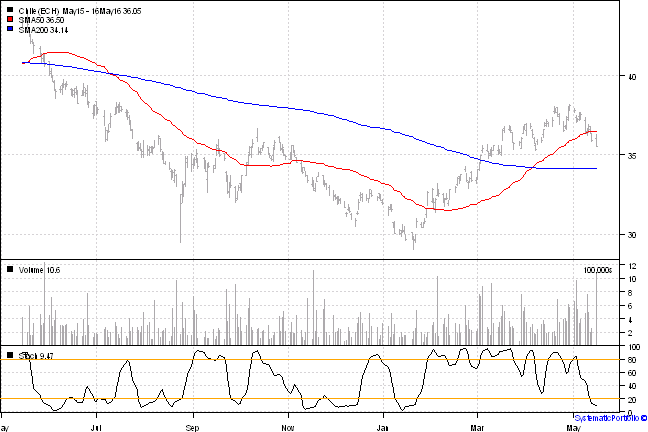 Chile (ECH) May15 - 16May16 36.05
SMA50 36.50
SMA200 34.14
40
35
30
Volume 10.6
100,000s
12
10
8
6
4
2
Stoch 9.47
100
80
60
40
20
0
ay Jul Sep Nov Jan Mar May
SystematicPortfolio ©